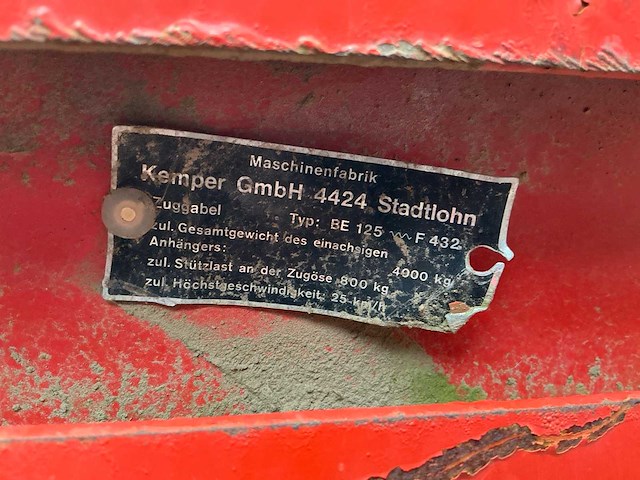 Maschinenfabrik
Kemper GmbH 4424 Stadtlohn
Zuggabel Typ: BE 125 ~~ F 432
zul. Gesamtgewicht des einachsigen
Anhängers: 4900 kg
zul. Stützlast an der Zugöse 800 kg
zul. Höchstgeschwindigkeit: 25 km/h